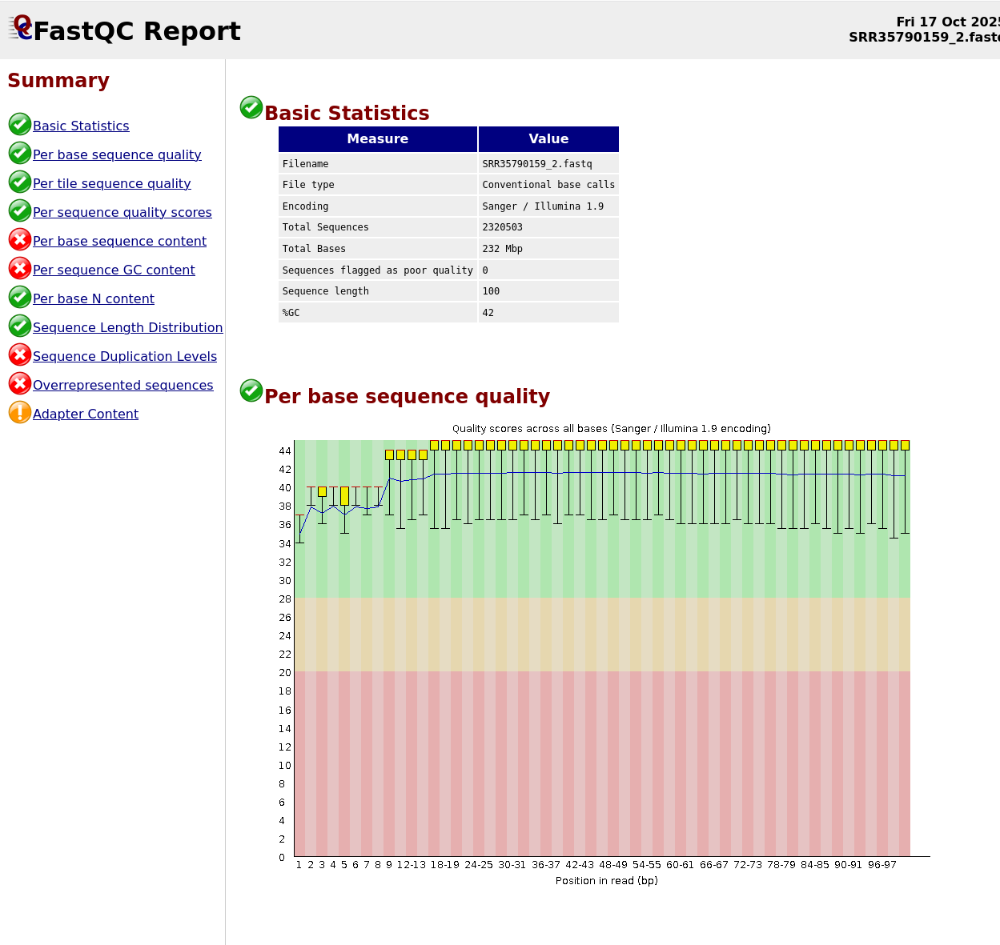 FastQC Report
Fri 17 Oct 2025
SRR35790159_2.fastq
Summary
Basic Statistics
Per base sequence quality
Per tile sequence quality
Per sequence quality scores
Per base sequence content
Per sequence GC content
Per base N content
Sequence Length Distribution
Sequence Duplication Levels
Overrepresented sequences
Adapter Content
Basic Statistics
Measure Value
Filename SRR35790159_2.fastq
File type Conventional base calls
Encoding Sanger / Illumina 1.9
Total Sequences 2320503
Total Bases 232 Mbp
Sequences flagged as poor quality 0
Sequence length 100
%GC 42
Per base sequence quality
Quality scores across all bases (Sanger / Illumina 1.9 encoding)
44
42
40
38
36
34
32
30
28
26
24
22
20
18
16
14
12
10
8
6
4
2
0
1 2 3 4 5 6 7 8 9 12-13 18-19 24-25 30-31 36-37 42-43 48-49 54-55 60-61 66-67 72-73 78-79 84-85 90-91 96-97
Position in read (bp)